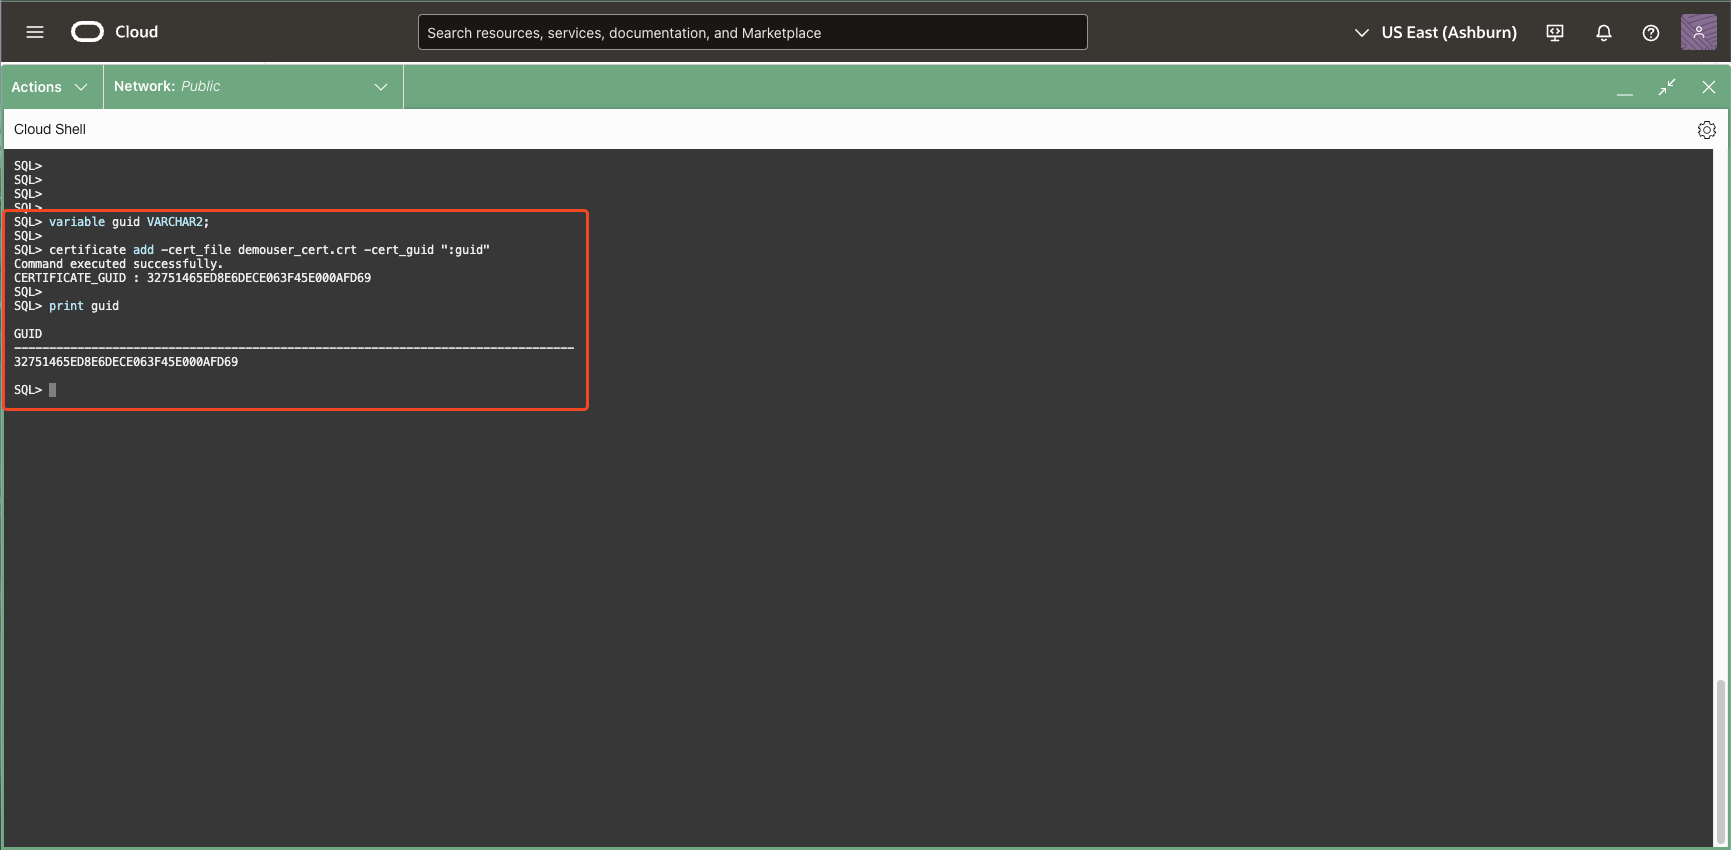 Cloud
Search resources, services, documentation, and Marketplace
US East (Ashburn)
Actions
Network: Public
Cloud Shell
SQL>
SQL>
SQL>
SQL>
SQL> variable guid VARCHAR2;
SQL>
SQL> certificate add -cert_file demouser_cert.crt -cert_guid ":guid"
Command executed successfully.
CERTIFICATE_GUID : 32751465ED8E6DECE063F45E000AFD69
SQL>
SQL> print guid
GUID
--------------------------------------------------------------------------------
32751465ED8E6DECE063F45E000AFD69
SQL>